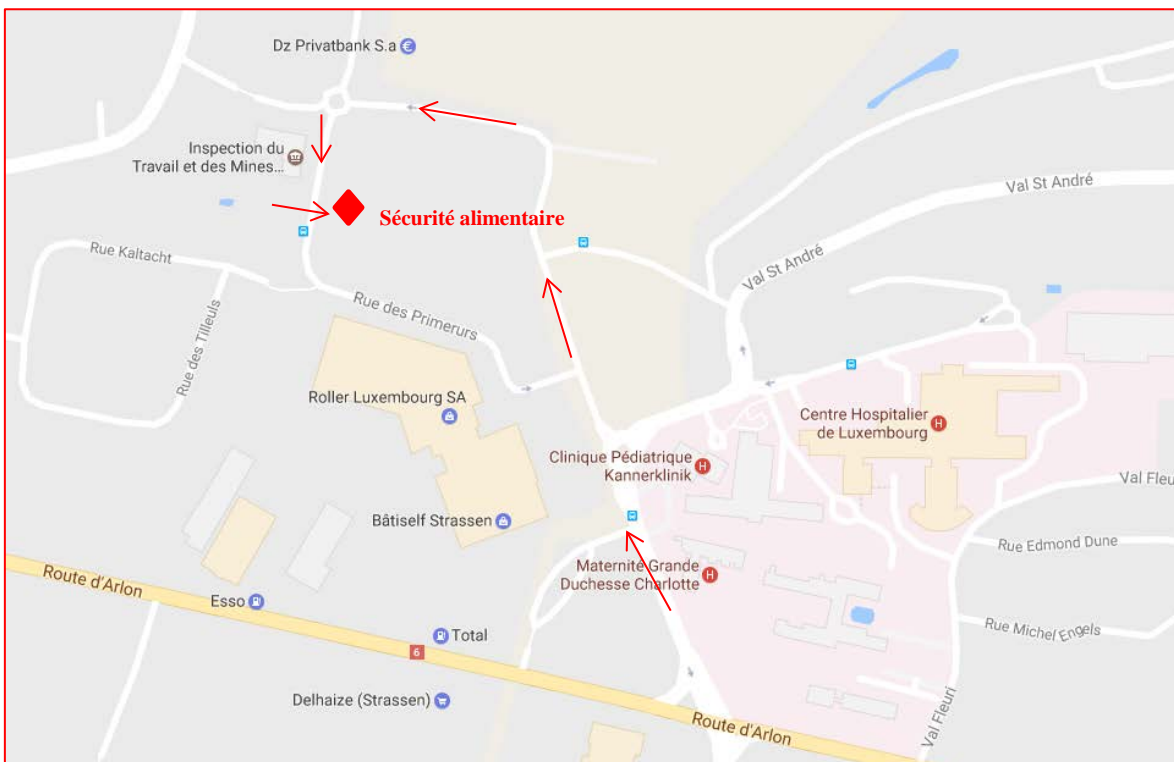 Dz Privatbank S.a
Inspection du
Travail et des Mines...
Sécurité alimentaire
Val St André
Val St André
Rue Kaltacht
Rue des Tilleuls
Rue des Primerurs
Roller Luxembourg SA
Centre Hospitalier
de Luxembourg
H
Clinique Pédiatrique
Kannerklinik
H
Bâtiself Strassen
Val Fleu
Rue Edmond Dune
Maternité Grande
Duchesse Charlotte
H
Route d'Arlon
Esso
Total
6
Rue Michel Engels
Delhaize (Strassen)
Val Fleuri
Route d'Arlon